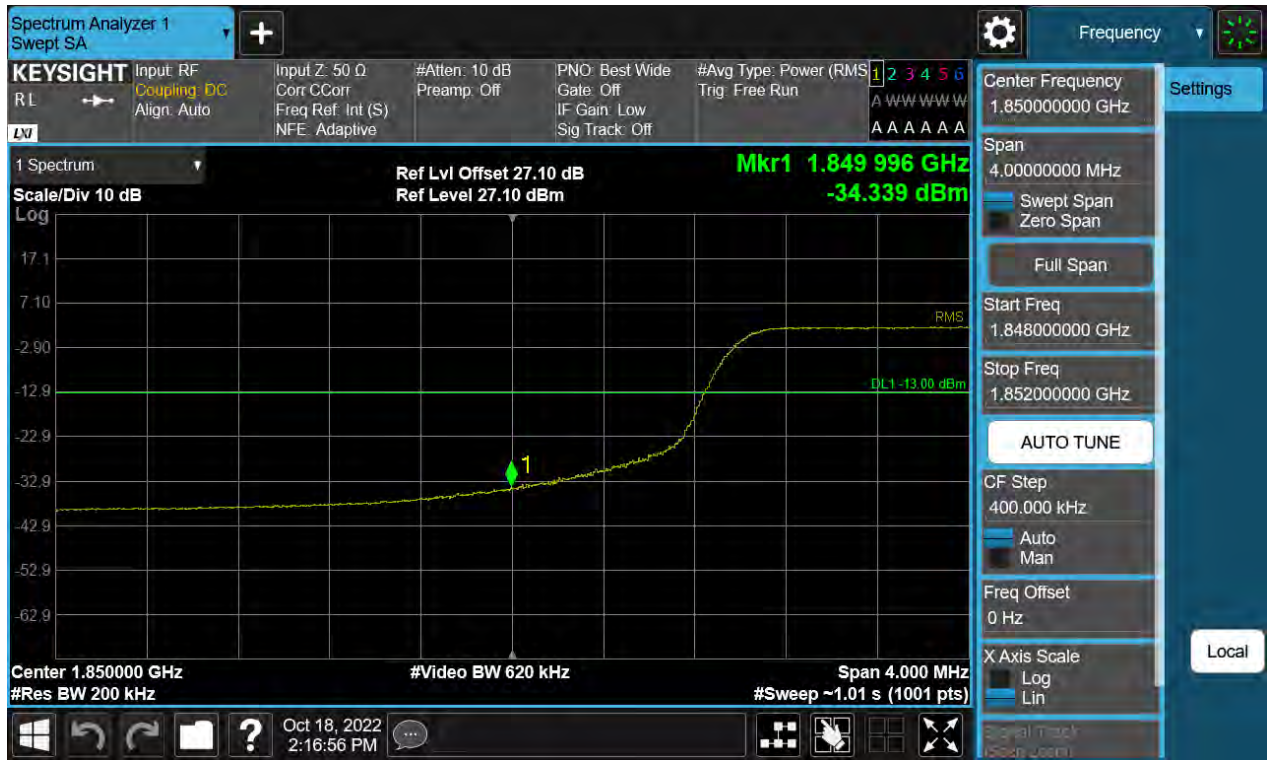 Spectrum Analyzer 1
Swept SA
+
Frequency
KEYSIGHT
RL
LXI
Input: RF
Coupling: DC
Align: Auto
Input Z: 50 Ω
Corr CCorr
Freq Ref: Int (S)
NFE: Adaptive
#Atten: 10 dB
Preamp: Off
PNO: Best Wide
Gate: Off
IF Gain: Low
Sig Track: Off
#Avg Type: Power (RMS
Trig: Free Run
1 2 3 4 5 6
A W W W W W
A A A A A A
1 Spectrum
Scale/Div 10 dB
Ref Lvl Offset 27.10 dB
Ref Level 27.10 dBm
Mkr1 1.849 996 GHz
-34.339 dBm
Log
17.1
7.10
-2.90
-12.9
-22.9
-32.9
-42.9
-52.9
-62.9
RMS
DL1 -13.00 dBm
1
Center 1.850000 GHz
#Video BW 620 kHz
Span 4.000 MHz
#Res BW 200 kHz
#Sweep ~1.01 s (1001 pts)
Center Frequency
1.850000000 GHz
Settings
Span
4.00000000 MHz
Swept Span
Zero Span
Full Span
Start Freq
1.848000000 GHz
Stop Freq
1.852000000 GHz
AUTO TUNE
CF Step
400.000 kHz
Auto
Man
Freq Offset
0 Hz
X Axis Scale
Log
Lin
Local
Signal Track
(Span Zoom)
?
Oct 18, 2022
2:16:56 PM